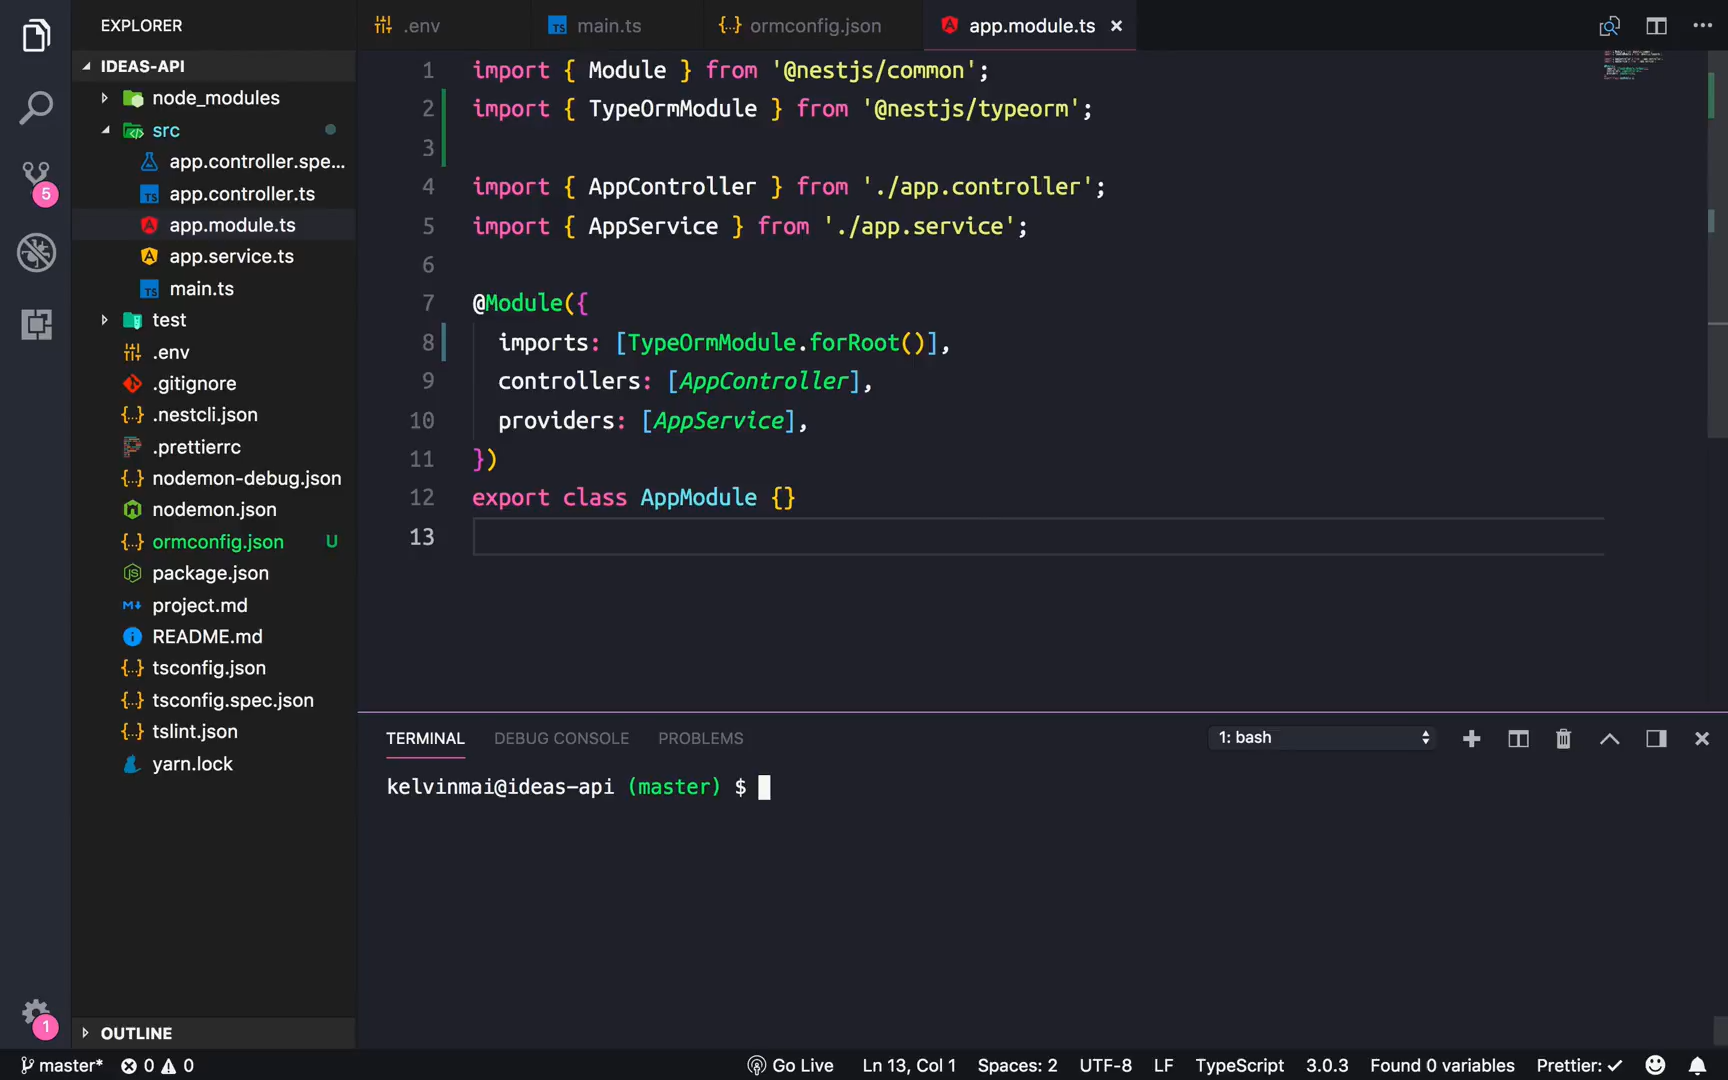 EXPLORER
IDEAS-API
node_modules
src
app.controller.spe...
app.controller.ts
app.module.ts
app.service.ts
main.ts
test
.env
.gitignore
.nestcli.json
.prettierrc
nodemon-debug.json
nodemon.json
ormconfig.json U
package.json
project.md
README.md
tsconfig.json
tsconfig.spec.json
tslint.json
yarn.lock
OUTLINE
5
1
.env
main.ts
ormconfig.json
app.module.ts
1 import { Module } from '@nestjs/common';
2 import { TypeOrmModule } from '@nestjs/typeorm';
3
4 import { AppController } from './app.controller';
5 import { AppService } from './app.service';
6
7 @Module({
8 imports: [TypeOrmModule.forRoot()],
9 controllers: [AppController],
10 providers: [AppService],
11 })
12 export class AppModule {}
13
TERMINAL DEBUG CONSOLE PROBLEMS 1: bash
kelvinmai@ideas-api (master) $
master* 0 0 Go Live Ln 13, Col 1 Spaces: 2 UTF-8 LF TypeScript 3.0.3 Found 0 variables Prettier: ✓